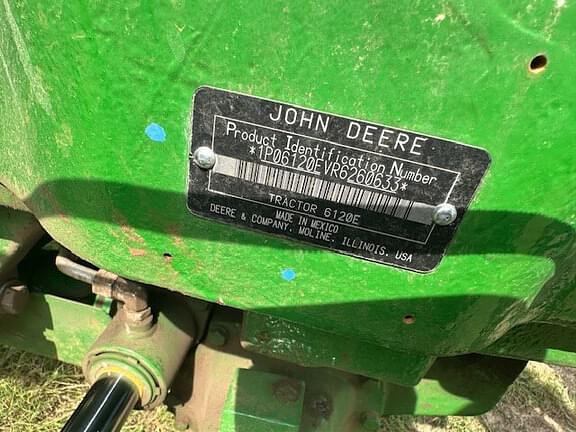 JOHN DEERE
Product Identification Number
*1P06120EVR6260633*
TRACTOR 6120E
MADE IN MEXICO
DEERE & COMPANY, MOLINE, ILLINOIS, USA